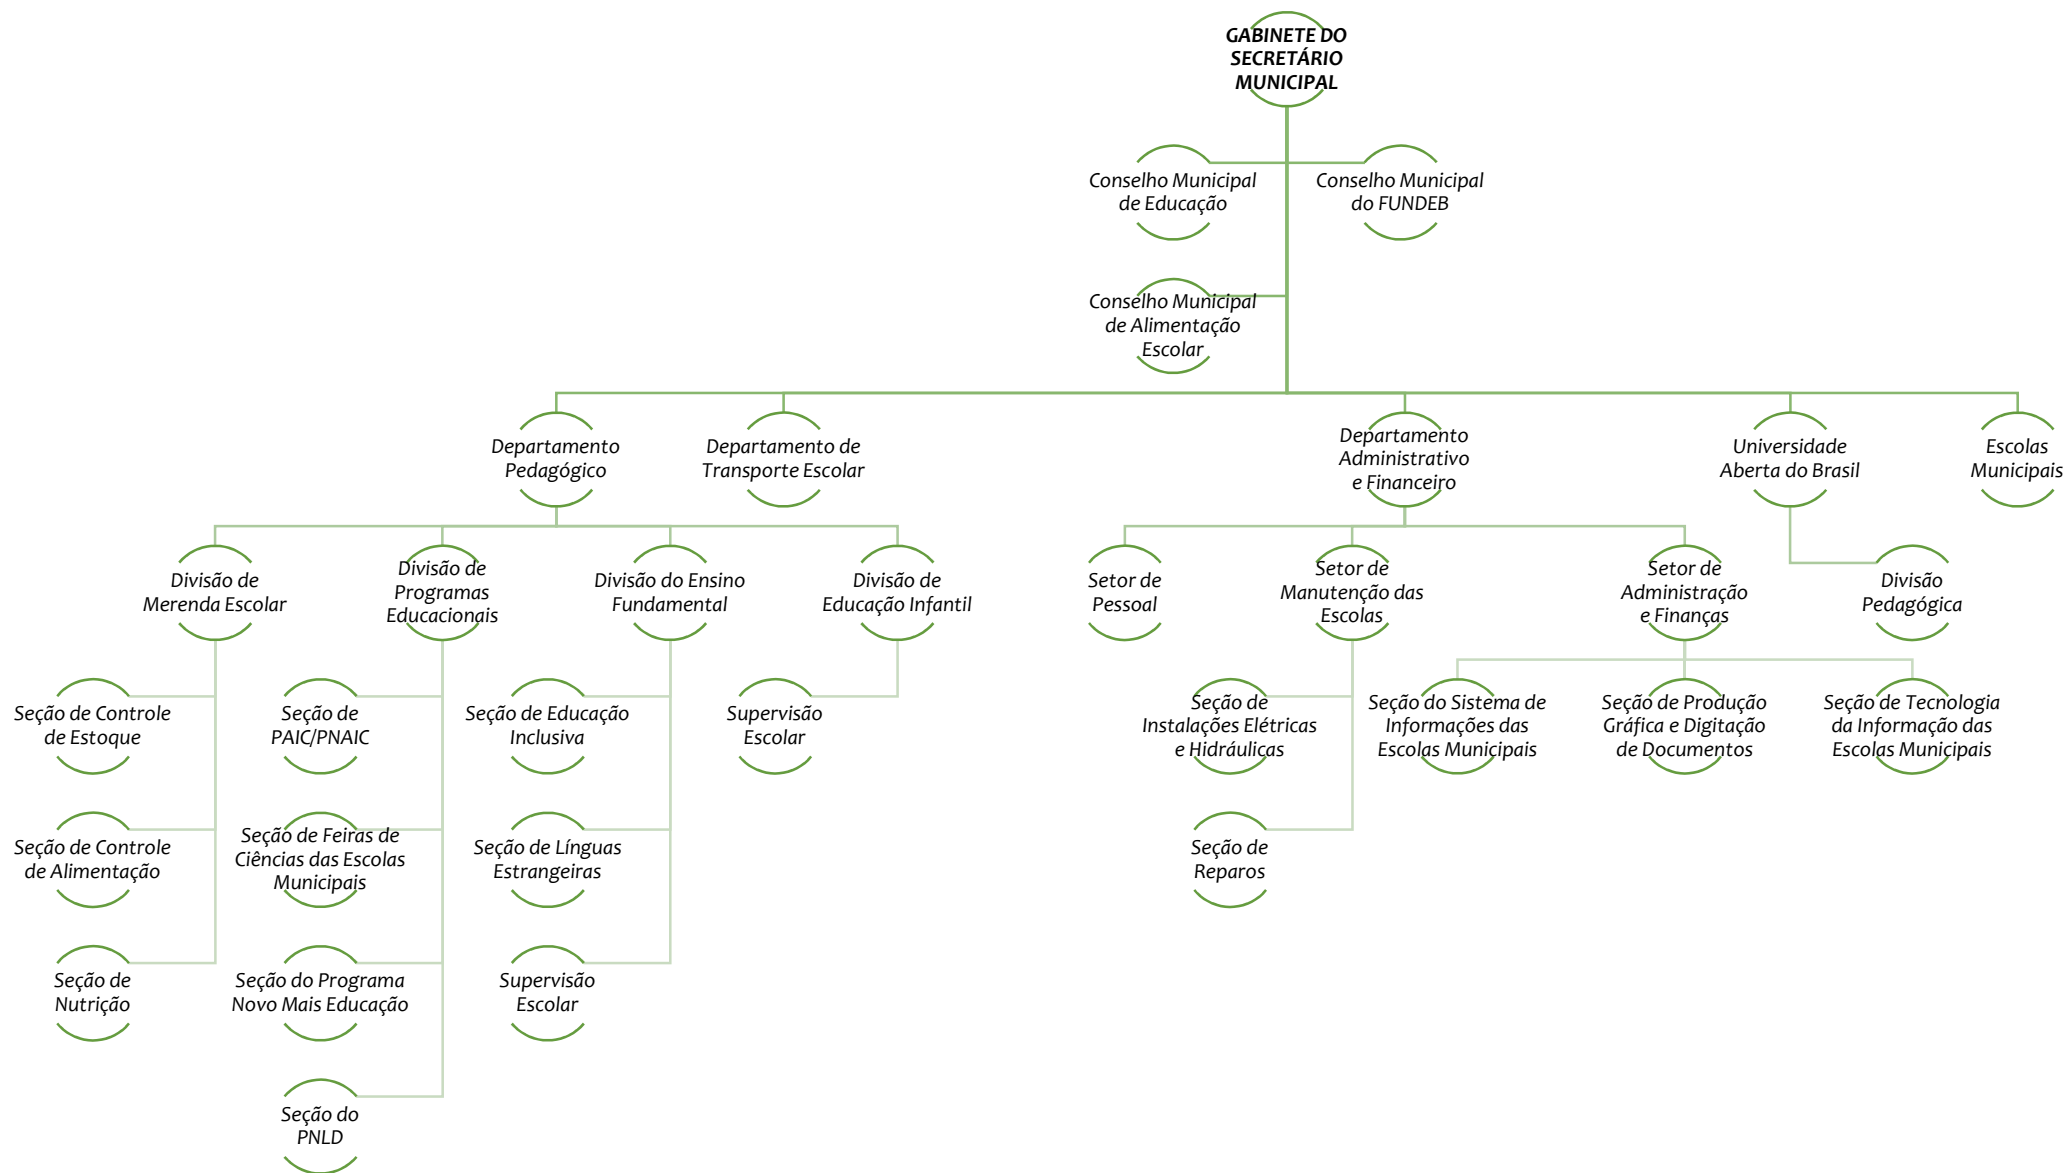 GABINETE DO
SECRETÁRIO
MUNICIPAL
Conselho Municipal
de Educação
Conselho Municipal
do FUNDEB
Conselho Municipal
de Alimentação
Escolar
Departamento
Pedagógico
Departamento de
Transporte Escolar
Departamento
Administrativo
e Financeiro
Universidade
Aberta do Brasil
Escolas
Municipais
Divisão de
Merenda Escolar
Divisão de
Programas
Educacionais
Divisão do Ensino
Fundamental
Divisão de
Educação Infantil
Setor de
Pessoal
Setor de
Manutenção das
Escolas
Setor de
Administração
e Finanças
Divisão
Pedagógica
Seção de Controle
de Estoque
Seção de
PAIC/PNAIC
Seção de Educação
Inclusiva
Supervisão
Escolar
Seção de
Instalações Elétricas
e Hidráulicas
Seção do Sistema de
Informações das
Escolas Municipais
Seção de Produção
Gráfica e Digitação
de Documentos
Seção de Tecnologia
da Informação das
Escolas Municipais
Seção de Controle
de Alimentação
Seção de Feiras de
Ciências das Escolas
Municipais
Seção de Línguas
Estrangeiras
Seção de
Reparos
Seção de
Nutrição
Seção do Programa
Novo Mais Educação
Supervisão
Escolar
Seção do
PNLD